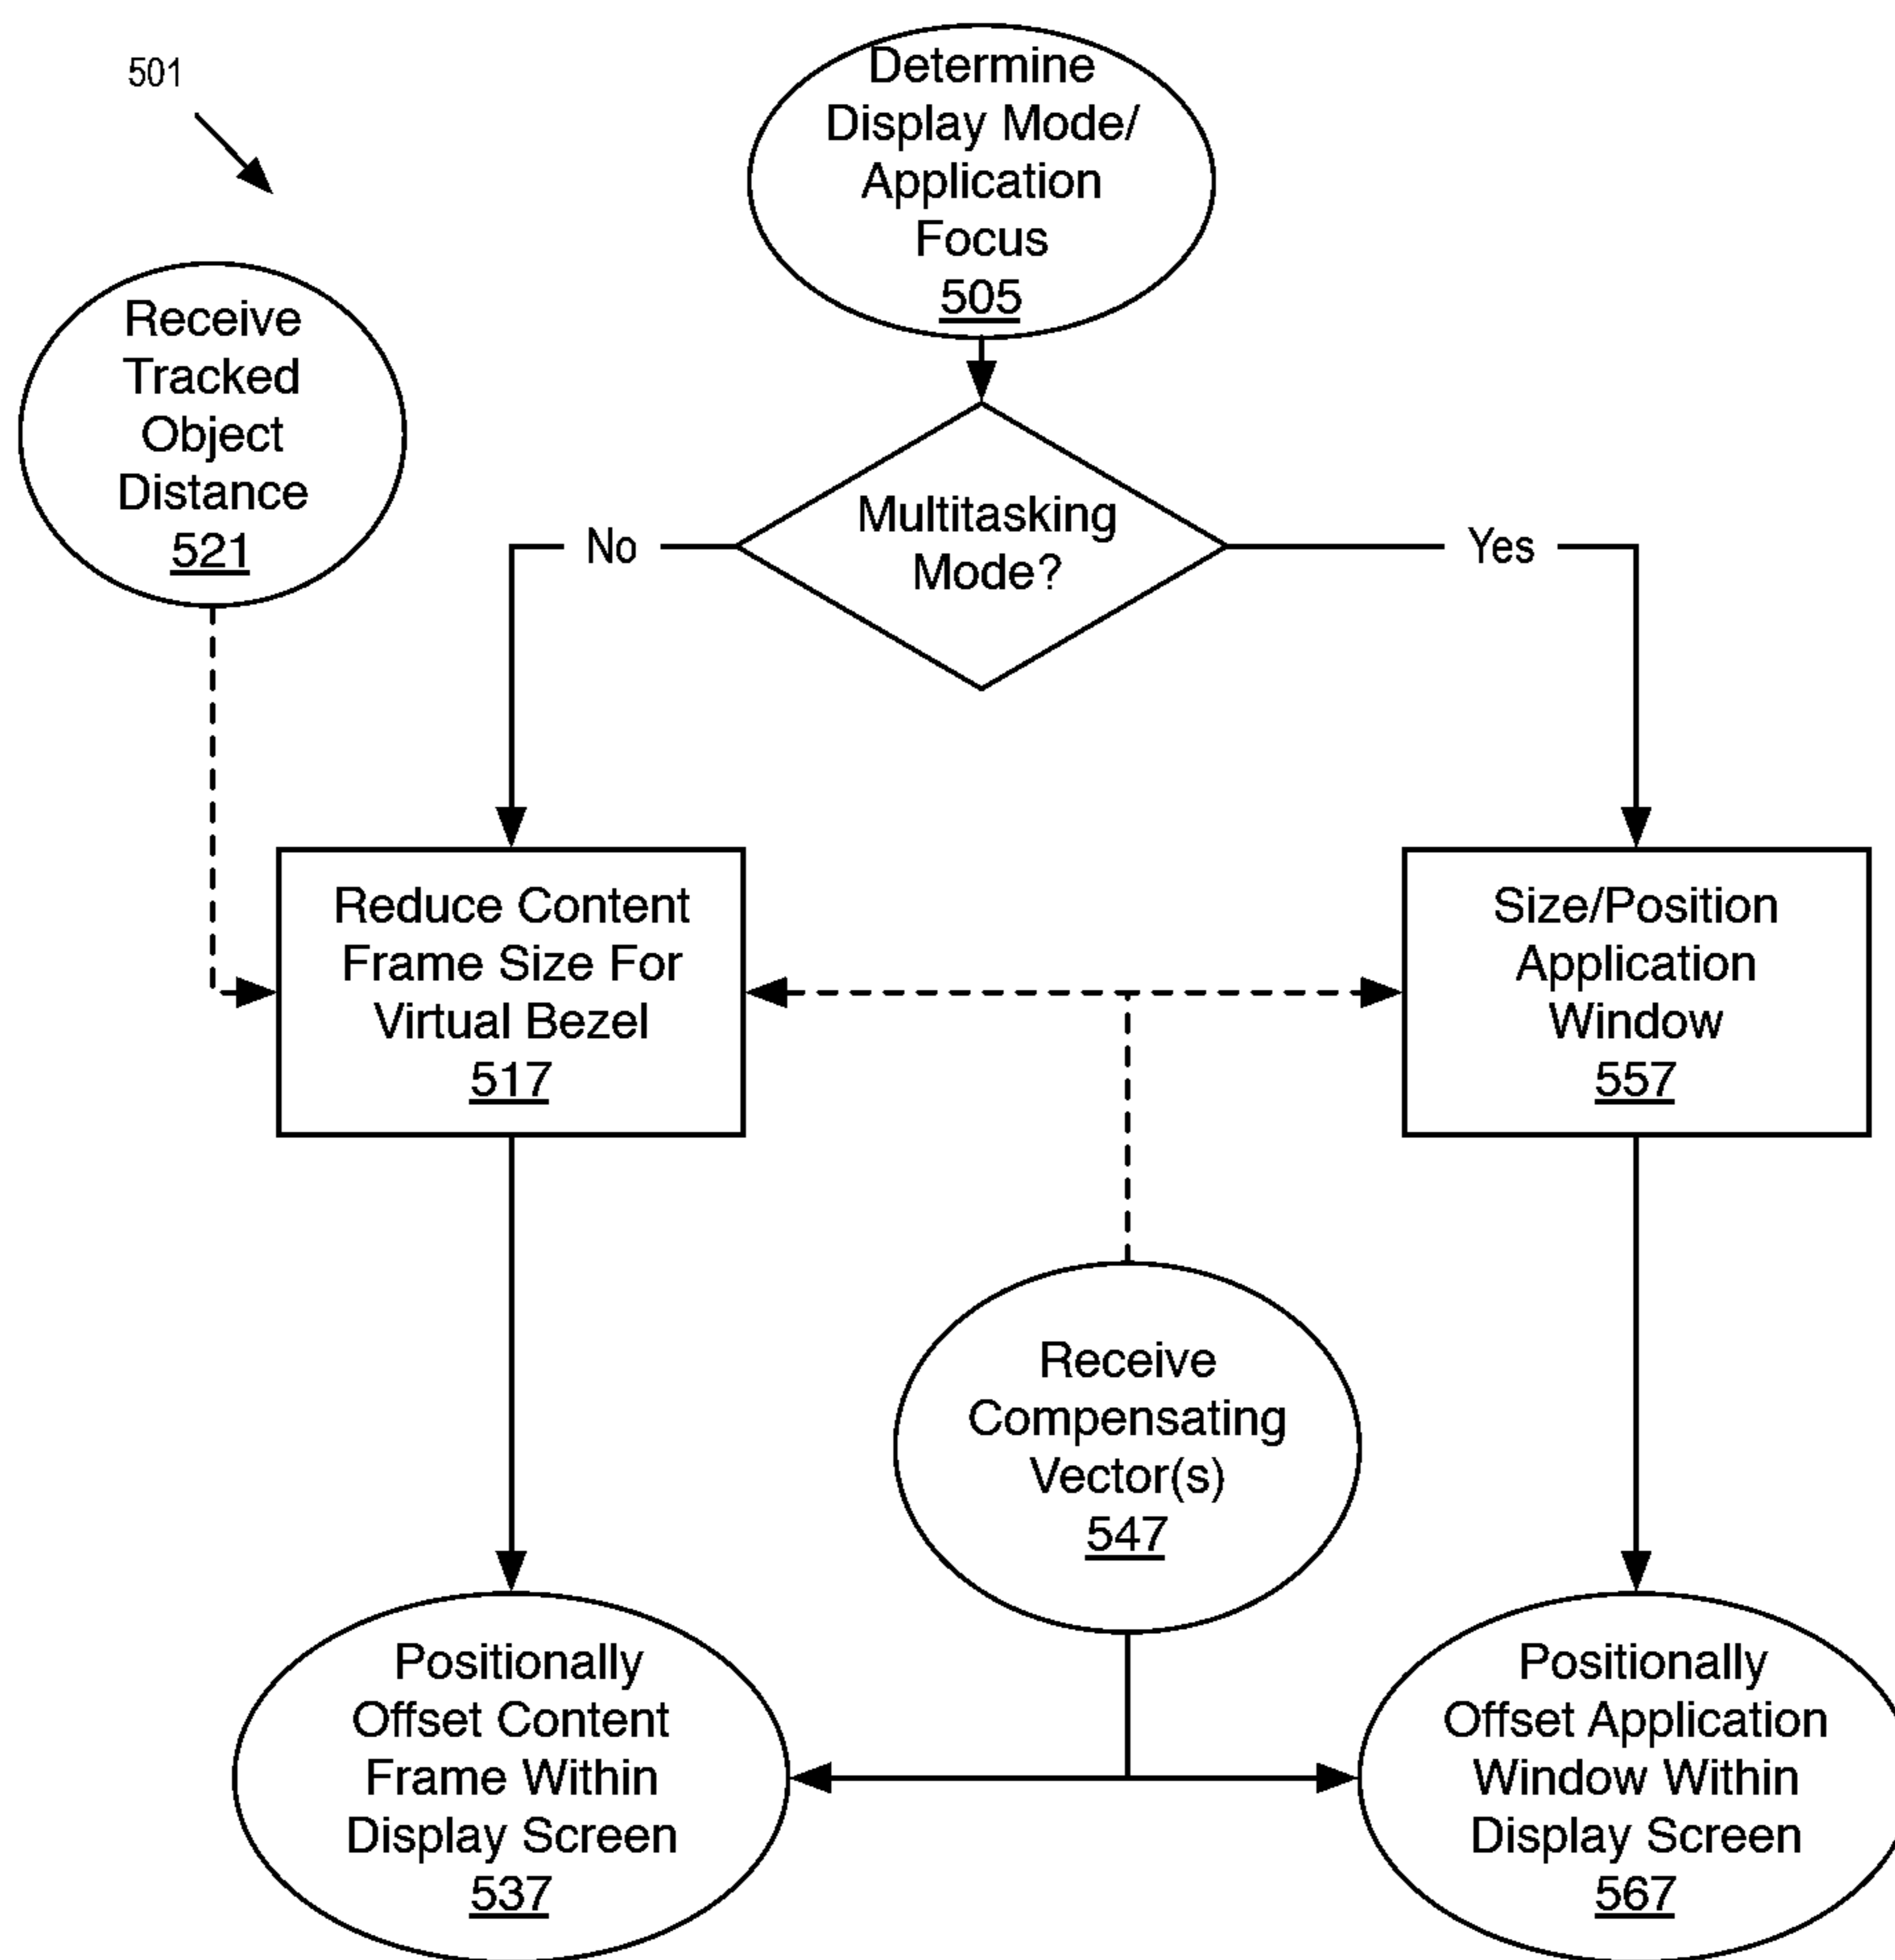 501
Determine
Display Mode/
Application
Focus
505
Receive
Tracked
Object
Distance
521
Multitasking
Mode?
No
Yes
Reduce Content
Frame Size For
Virtual Bezel
517
Size/Position
Application
Window
557
Receive
Compensating
Vector(s)
547
Positionally
Offset Content
Frame Within
Display Screen
537
Positionally
Offset Application
Window Within
Display Screen
567